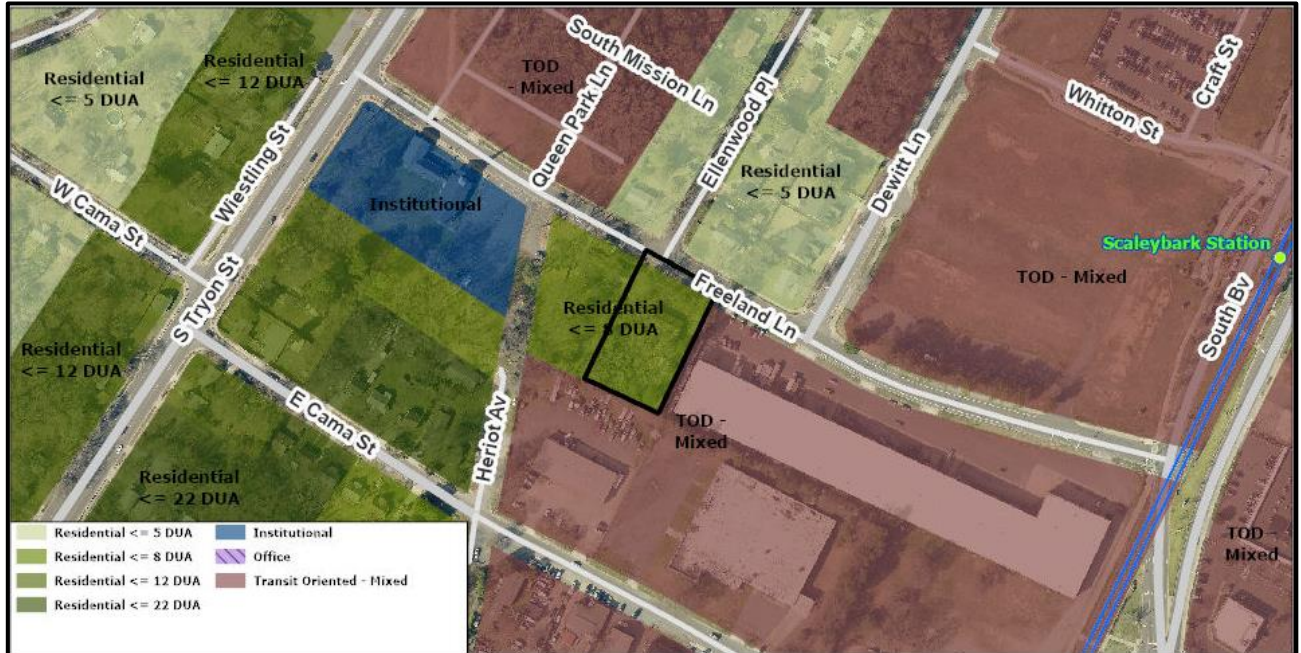 South Mission Ln
Craft St
Residential
<= 12 DUA
TOD
- Mixed
Residential
<= 5 DUA
Whitton St
Queen Park Ln
Ellenwood Pl
Wiestling St
Residential
<= 5 DUA
Dewitt Ln
W Cama St
Institutional
Scaleybark Station
TOD - Mixed
S Tryon St
Freeland Ln
Residential
<= 8 DUA
South Bv
Residential
<= 12 DUA
E Cama St
TOD -
Mixed
Heriot Av
Residential
<= 22 DUA
TOD -
Mixed
Residential <= 5 DUA
Residential <= 8 DUA
Residential <= 12 DUA
Residential <= 22 DUA
Institutional
Office
Transit Oriented - Mixed